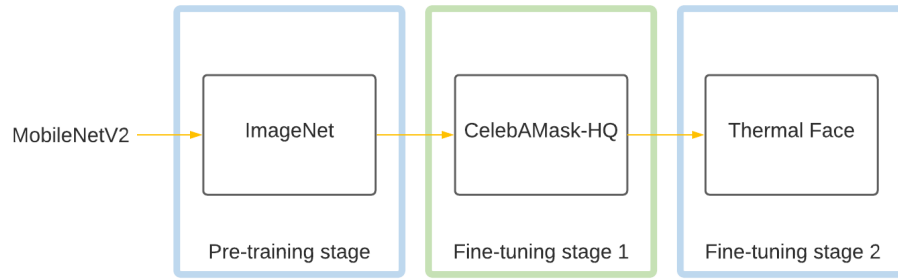 MobileNetV2
ImageNet
CelebAMask-HQ
Thermal Face
Pre-training stage
Fine-tuning stage 1
Fine-tuning stage 2